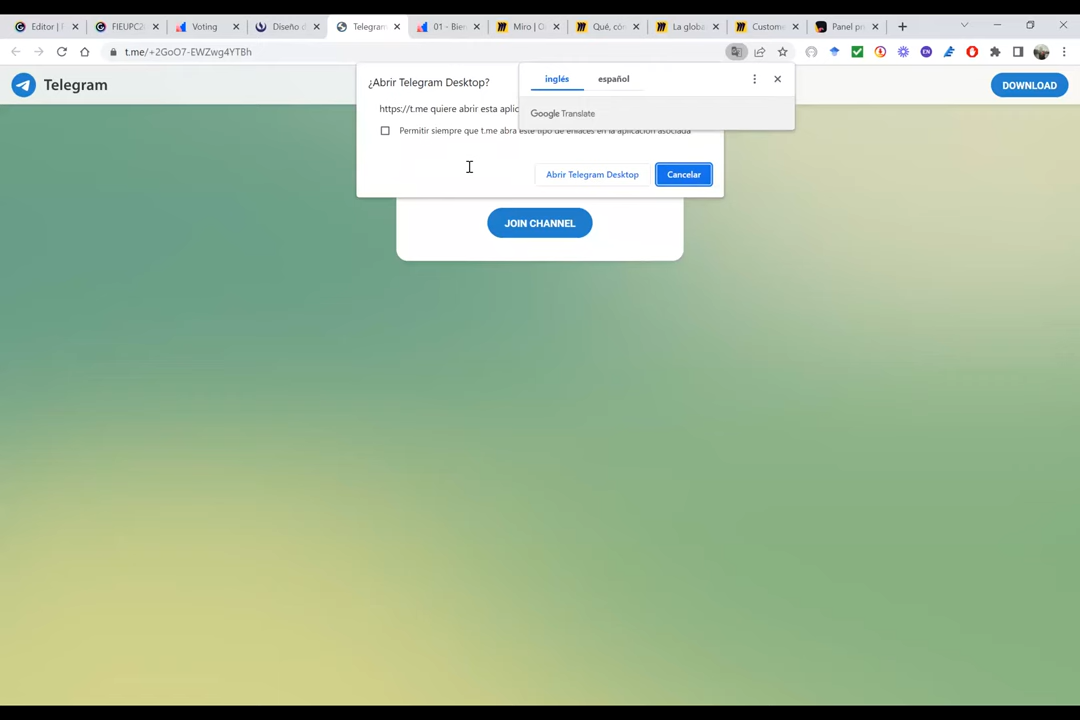 Editor |
FIEUPC2
Voting
Diseño d
Telegram
01 - Bien
Miro | O
Qué, cóm
La globa
Custome
Panel po
t.me/+2GoO7-EWZwg4YTBh
Telegram
DOWNLOAD
¿Abrir Telegram Desktop?
https://t.me quiere abrir esta aplic
Permitir siempre que t.me abra este tipo de enlaces en la aplicación asociada
Abrir Telegram Desktop
Cancelar
inglés
español
Google Translate
JOIN CHANNEL